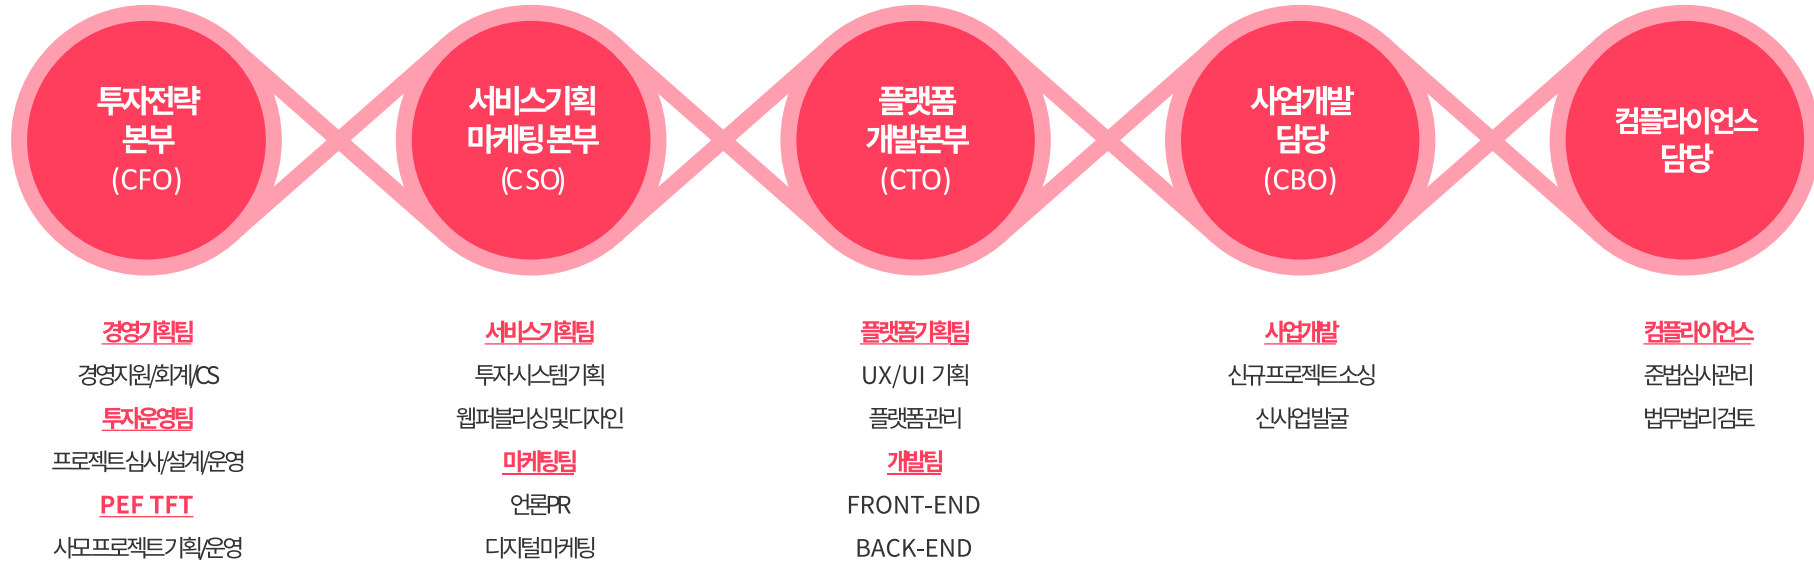 투자전략
본부
(CFO)
서비스기획
마케팅 본부
(CSO)
플랫폼
개발본부
(CTO)
사업개발
담당
(CBO)
컴플라이언스
담당
경영기획팀
경영지원/회계/CS
투자운영팀
프로젝트 심사/설계/운영
PEF TFT
사모프로젝트 기획/운영
서비스기획팀
투자시스템 기획
웹퍼블리싱 및 디자인
마케팅팀
언론PR
디지털마케팅
플랫폼기획팀
UX/UI 기획
플랫폼 관리
개발팀
FRONT-END
BACK-END
사업개발
신규 프로젝트 소싱
신사업 발굴
컴플라이언스
준법심사관리
법무법리검토